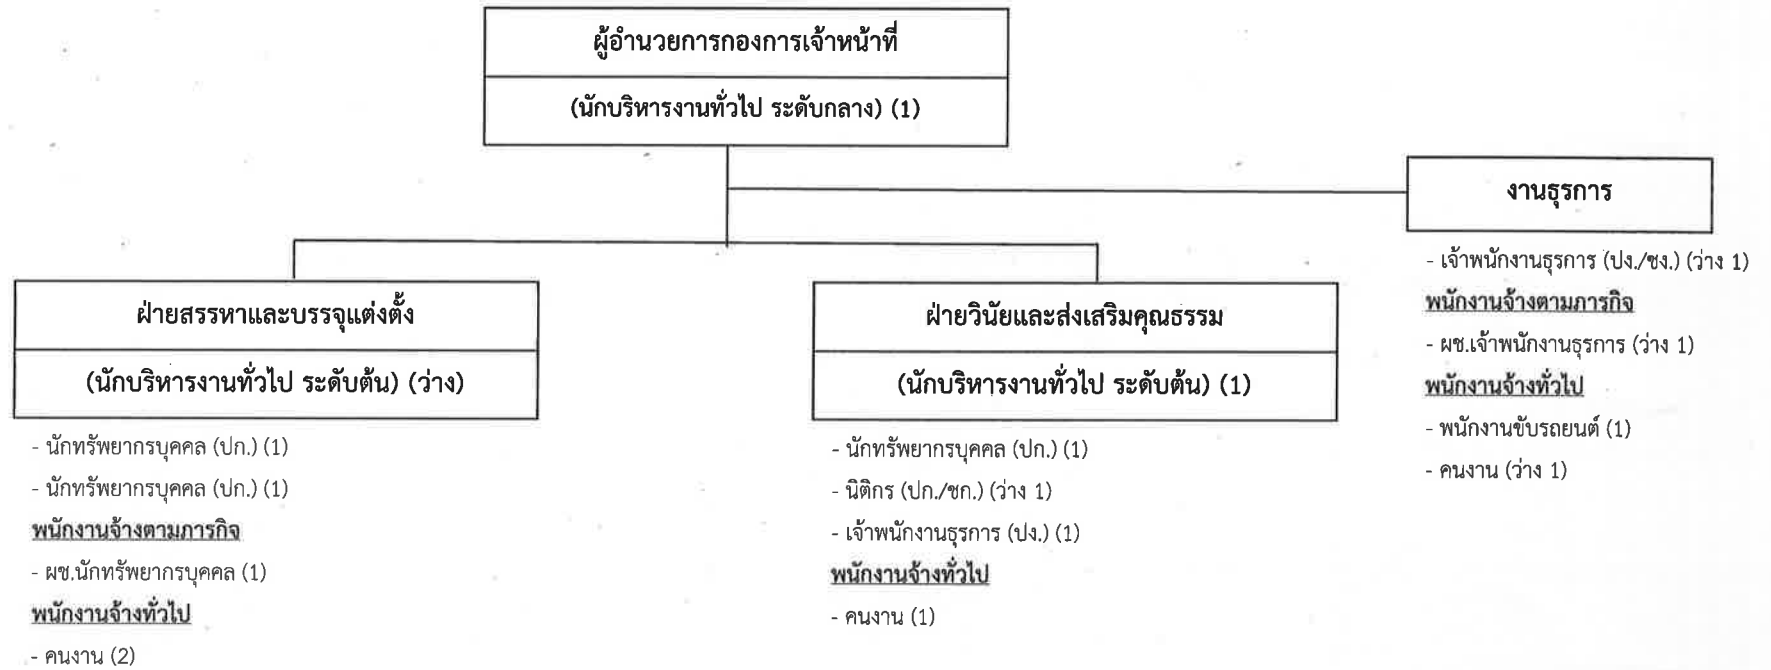 ผู้อำนวยการกองการเจ้าหน้าที่
(นักบริหารงานทั่วไป ระดับกลาง) (1)
งานธุรการ
- เจ้าพนักงานธุรการ (ปง./ชง.) (ว่าง 1)
พนักงานจ้างตามภารกิจ
- ผช.เจ้าพนักงานธุรการ (ว่าง 1)
พนักงานจ้างทั่วไป
- พนักงานขับรถยนต์ (1)
- คนงาน (ว่าง 1)
ฝ่ายสรรหาและบรรจุแต่งตั้ง
(นักบริหารงานทั่วไป ระดับต้น) (ว่าง)
- นักทรัพยากรบุคคล (ปก.) (1)
- นักทรัพยากรบุคคล (ปก.) (1)
พนักงานจ้างตามภารกิจ
- ผช.นักทรัพยากรบุคคล (1)
พนักงานจ้างทั่วไป
- คนงาน (2)
ฝ่ายวินัยและส่งเสริมคุณธรรม
(นักบริหารงานทั่วไป ระดับต้น) (1)
- นักทรัพยากรบุคคล (ปก.) (1)
- นิติกร (ปก./ชก.) (ว่าง 1)
- เจ้าพนักงานธุรการ (ปง.) (1)
พนักงานจ้างทั่วไป
- คนงาน (1)